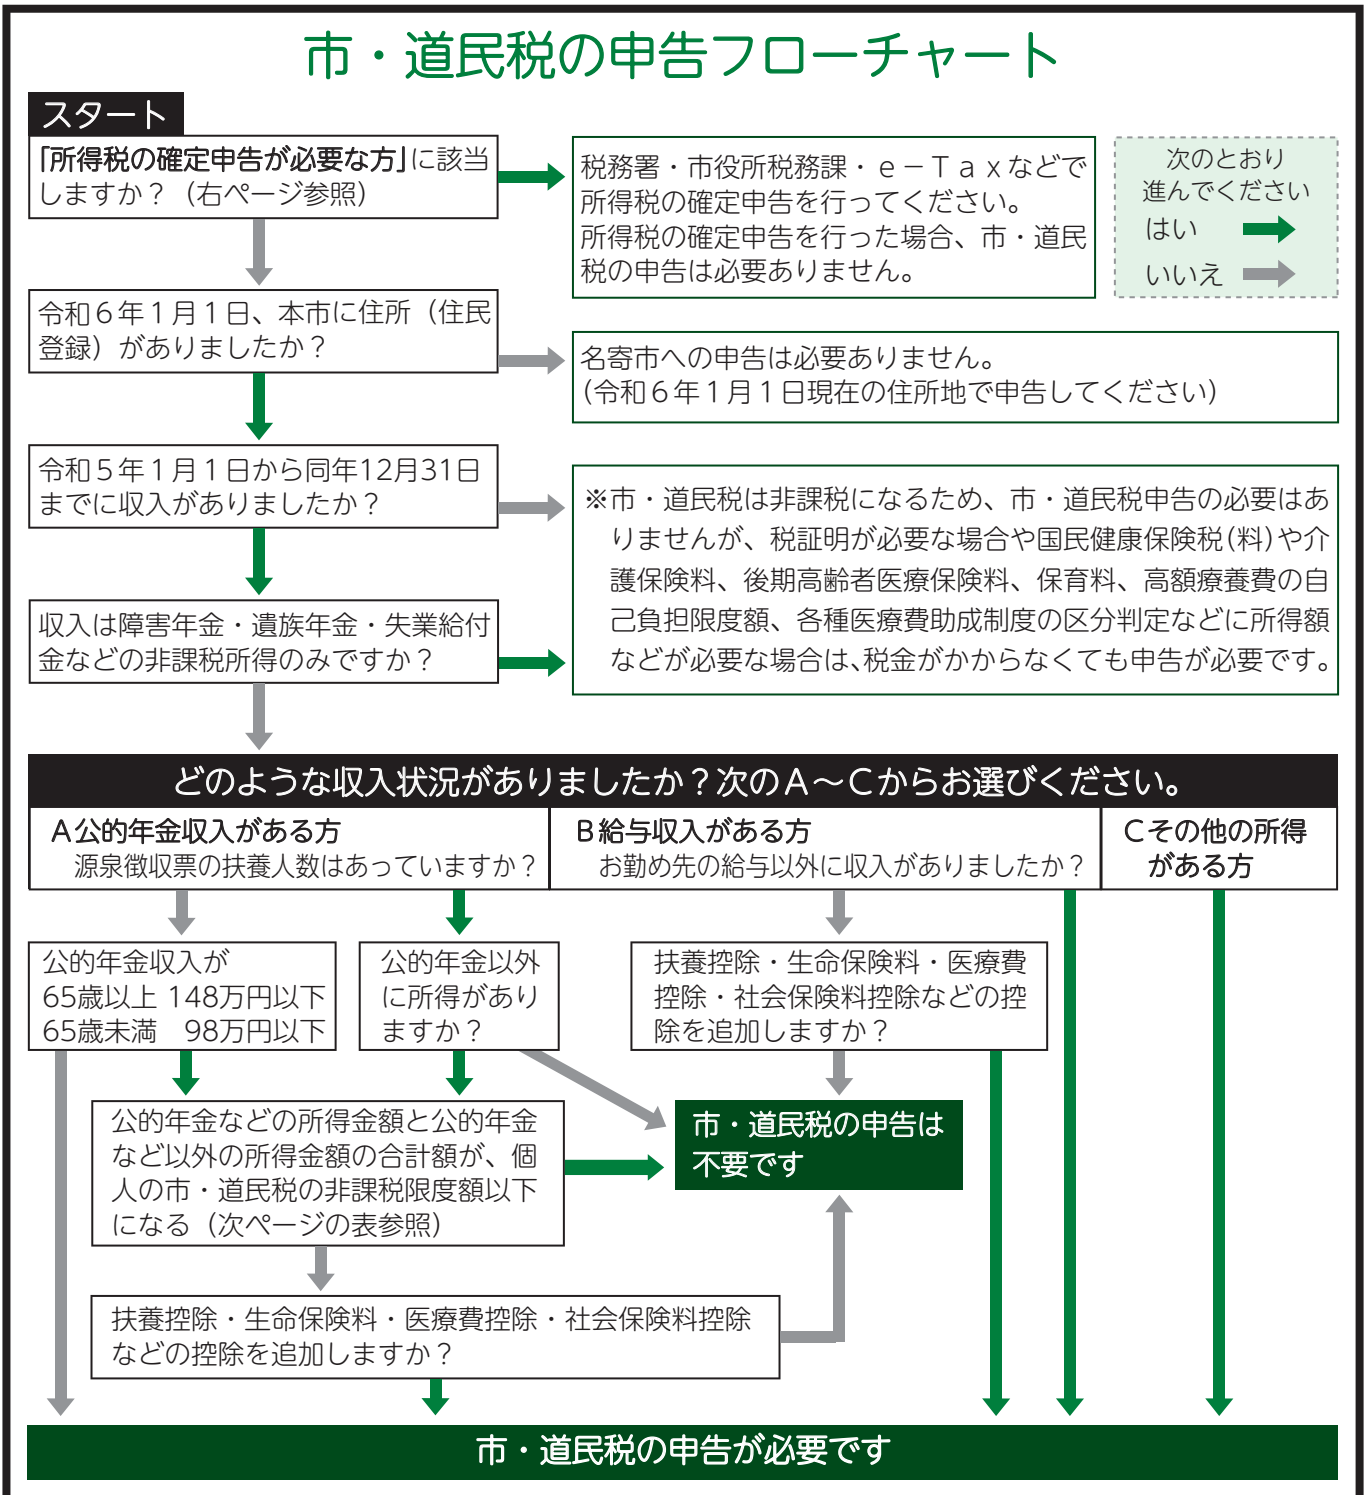 市・道民税の申告フローチャート
スタート
「所得税の確定申告が必要な方」に該当
しますか？（右ページ参照）
税務署・市役所税務課・ｅ－Ｔａｘなどで
所得税の確定申告を行ってください。
所得税の確定申告を行った場合、市・道民
税の申告は必要ありません。
次のとおり
進んでください
はい
いいえ
令和６年１月１日、本市に住所（住民
登録）がありましたか？
名寄市への申告は必要ありません。
（令和６年１月１日現在の住所地で申告してください）
令和５年１月１日から同年12月31日
までに収入がありましたか？
※市・道民税は非課税になるため、市・道民税申告の必要はあ
りませんが、税証明が必要な場合や国民健康保険税（料）や介
護保険料、後期高齢者医療保険料、保育料、高額療養費の自
己負担限度額、各種医療費助成制度の区分判定などに所得額
などが必要な場合は、税金がかからなくても申告が必要です。
収入は障害年金・遺族年金・失業給付
金などの非課税所得のみですか？
どのような収入状況がありましたか？次のＡ～Ｃからお選びください。
Ａ公的年金収入がある方
源泉徴収票の扶養人数はあっていますか？
Ｂ給与収入がある方
お勤め先の給与以外に収入がありましたか？
Ｃその他の所得
がある方
公的年金収入が
65歳以上 148万円以下
65歳未満　98万円以下
公的年金以外
に所得があり
ますか？
扶養控除・生命保険料・医療費
控除・社会保険料控除などの控
除を追加しますか？
公的年金などの所得金額と公的年金
など以外の所得金額の合計額が、個
人の市・道民税の非課税限度額以下
になる（次ページの表参照）
市・道民税の申告は
不要です
扶養控除・生命保険料・医療費控除・社会保険料控除
などの控除を追加しますか？
市・道民税の申告が必要です